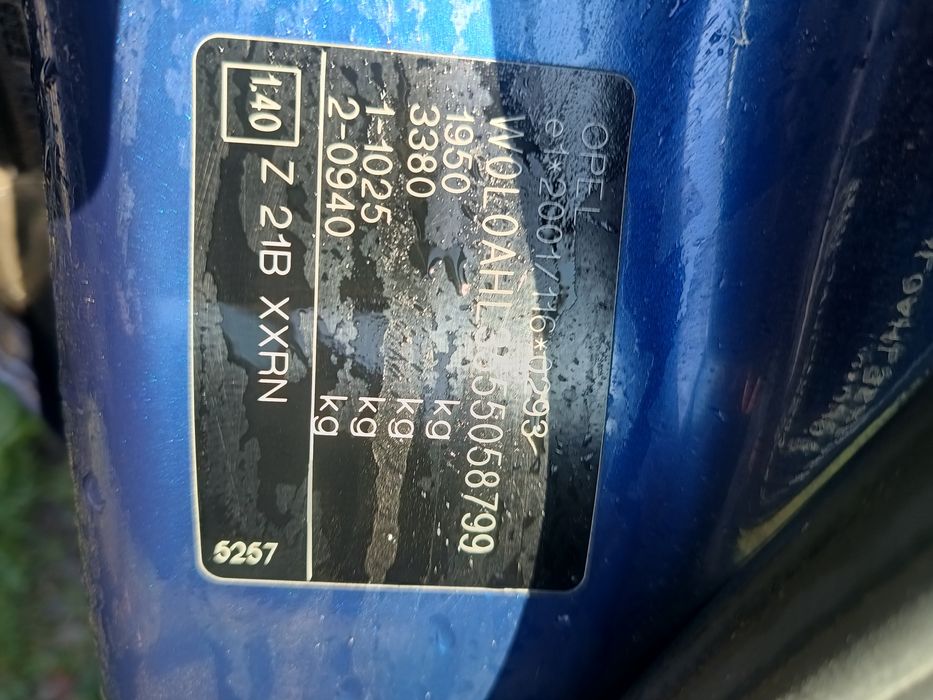 OPEL
e1*2001/116*0293
1950 kg
3380 kg
1-1025 kg
2-0940 kg
1.40 Z 21B XXRN 5257